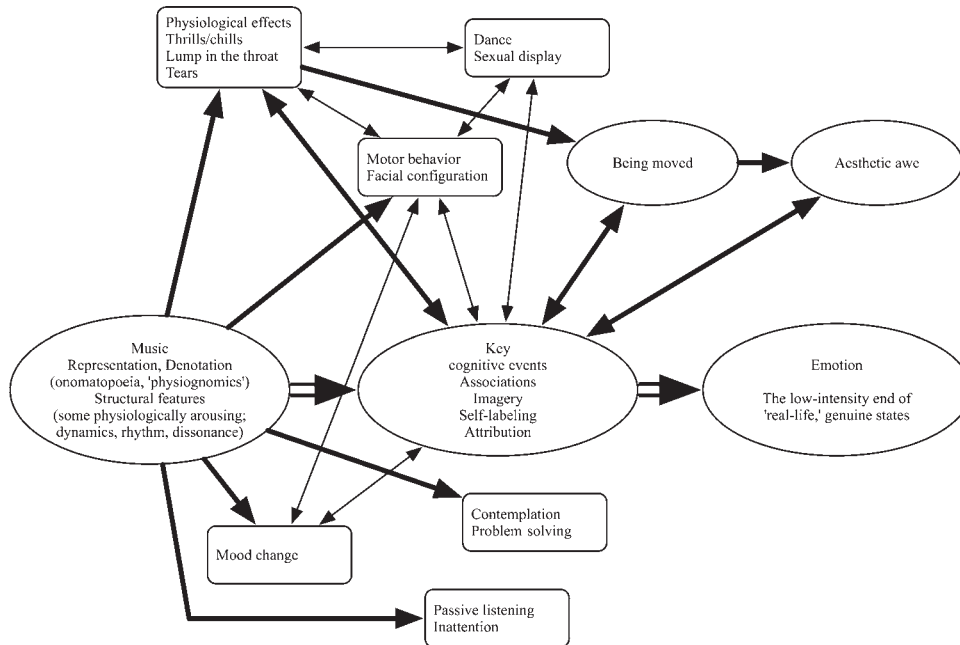 Physiological effects
Thrills/chills
Lump in the throat
Tears
Dance
Sexual display
Motor behavior
Facial configuration
Being moved
Aesthetic awe
Music
Representation, Denotation
(onomatopoeia, 'physiognomics')
Structural features
(some physiologically arousing;
dynamics, rhythm, dissonance)
Key
cognitive events
Associations
Imagery
Self-labeling
Attribution
Emotion
The low-intensity end of
'real-life,' genuine states
Contemplation
Problem solving
Mood change
Passive listening
Inattention